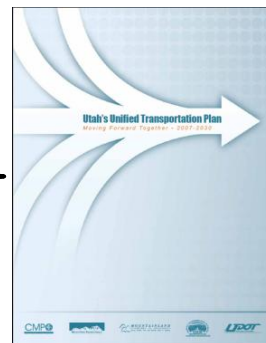 Utah's Unified Transportation Plan
Moving Forward Together - 2007-2030
CMPO
UDOT